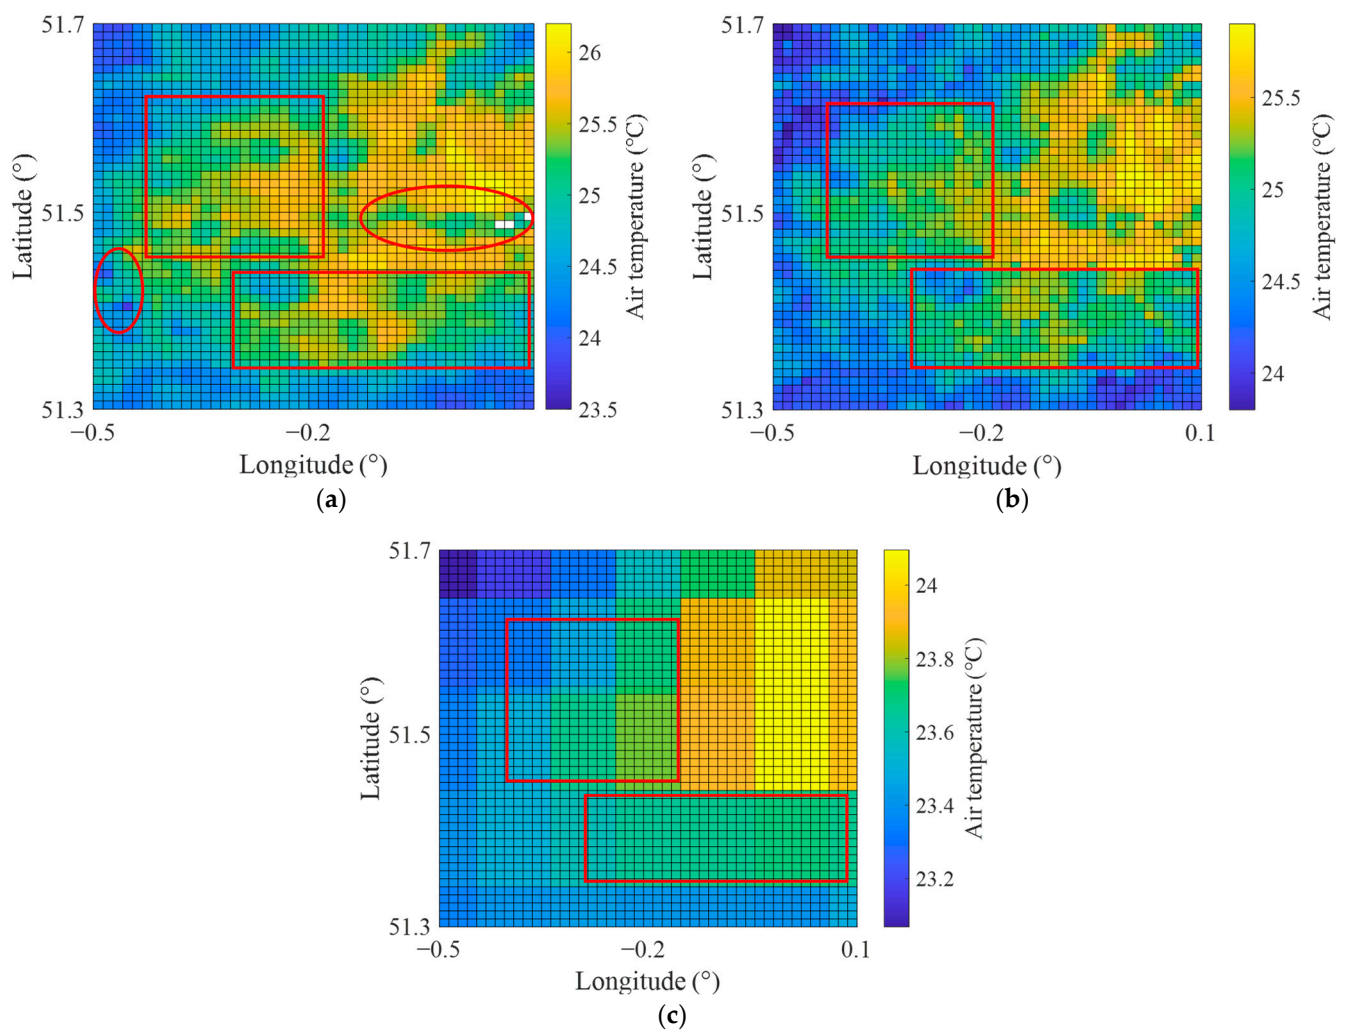 51.7
51.5
51.3
Latitude (°)
−0.5
−0.2
Longitude (°)
26
25.5
25
24.5
24
23.5
Air temperature (°C)
(a)
51.7
51.5
51.3
Latitude (°)
−0.5
−0.2
0.1
Longitude (°)
25.5
25
24.5
24
Air temperature (°C)
(b)
51.7
51.5
51.3
Latitude (°)
−0.5
−0.2
0.1
Longitude (°)
24
23.8
23.6
23.4
23.2
Air temperature (°C)
(c)